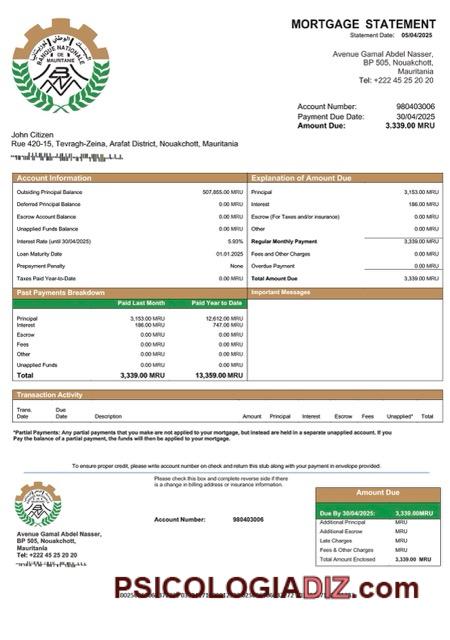 BANQUE NATIONALE
DE
MAURITANIE
MORTGAGE STATEMENT
Statement Date: 05/04/2025
Avenue Gamal Abdel Nasser,
BP 505, Nouakchott,
Mauritania
Tel: +222 45 25 20 20
Account Number: 980403006
Payment Due Date: 30/04/2025
Amount Due: 3,339.00 MRU
John Citizen
Rue 420-15, Tevragh-Zeina, Arafat District, Nouakchott, Mauritania
Account Information
Outsiding Principal Balance 507,855.00 MRU
Deferred Principal Balance 0.00 MRU
Escrow Account Balance 0.00 MRU
Unapplied Funds Balance 0.00 MRU
Interest Rate (until 30/04/2025) 5.93%
Loan Maturity Date 01.01.2025
Prepayment Penalty None
Taxes Paid Year-to-Date 0.00 MRU
Explanation of Amount Due
Principal 3,153.00 MRU
Interest 186.00 MRU
Escrow (For Taxes and/or insurance) 0.00 MRU
Other 0.00 MRU
Regular Monthly Payment 3,339.00 MRU
Fees and Other Charges 0.00 MRU
Overdue Payment 0.00 MRU
Total Amount Due 3,339.00 MRU
Past Payments Breakdown
Paid Last Month Paid Year to Date
Principal 3,153.00 MRU 12,612.00 MRU
Interest 186.00 MRU 747.00 MRU
Escrow 0.00 MRU 0.00 MRU
Fees 0.00 MRU 0.00 MRU
Other 0.00 MRU 0.00 MRU
Unapplied Funds 0.00 MRU 0.00 MRU
Total 3,339.00 MRU 13,359.00 MRU
Important Messages
Transaction Activity
Trans. Date Due Date Description Amount Principal Interest Escrow Fees Unapplied* Total
*Partial Payments: Any partial payments that you make are not applied to your mortgage, but instead are held in a separate unapplied account. If you
Pay the balance of a partial payment, the funds will then be applied to your mortgage.
To ensure proper credit, please write account number on check and return this stub along with your payment in envelope provided.
Please check this box and complete reverse side if there
is a change in billing address or insurance information.
Account Number: 980403006
Avenue Gamal Abdel Nasser,
BP 505, Nouakchott,
Mauritania
Tel: +222 45 25 20 20
Amount Due
Due By 30/04/2025: 3,339.00MRU
Additional Principal MRU
Additional Escrow MRU
Late Charges MRU
Fees & Other Charges MRU
Total Amount Enclosed 3,339.00 MRU
PSICOLOGIADIZ.com